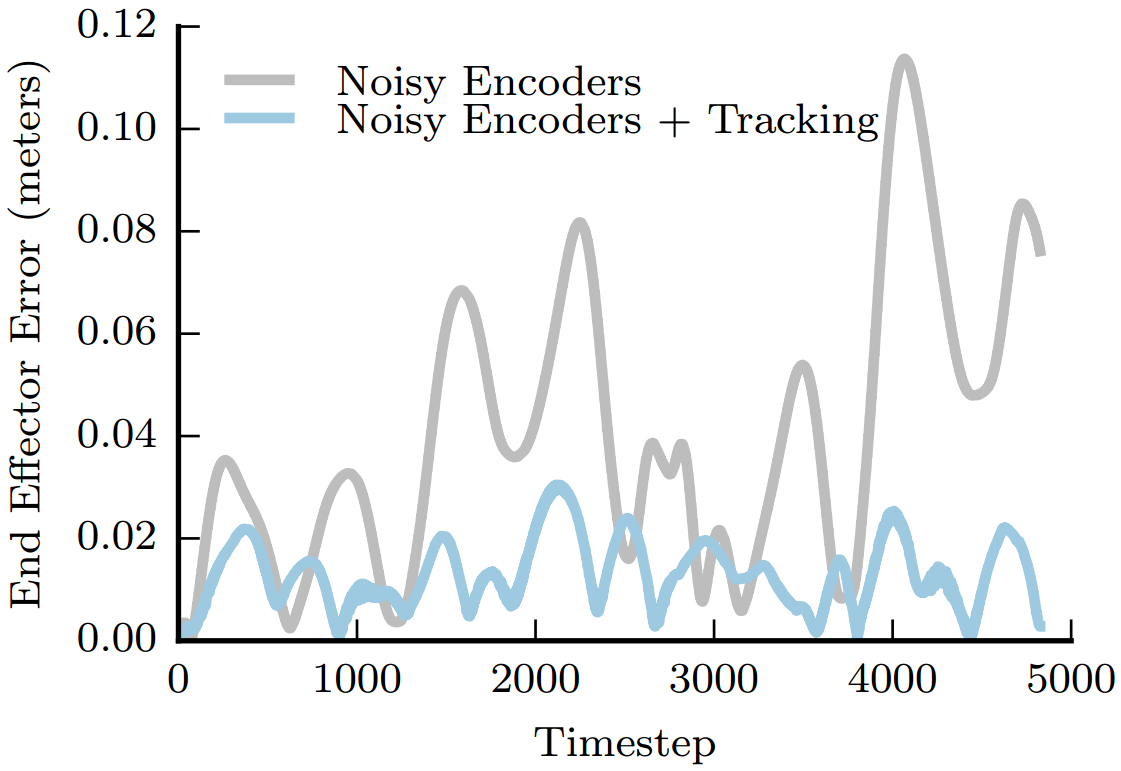 0.12
0.10
0.08
0.06
0.04
0.02
0.00
End Effector Error (meters)
Noisy Encoders
Noisy Encoders + Tracking
0 1000 2000 3000 4000 5000
Timestep